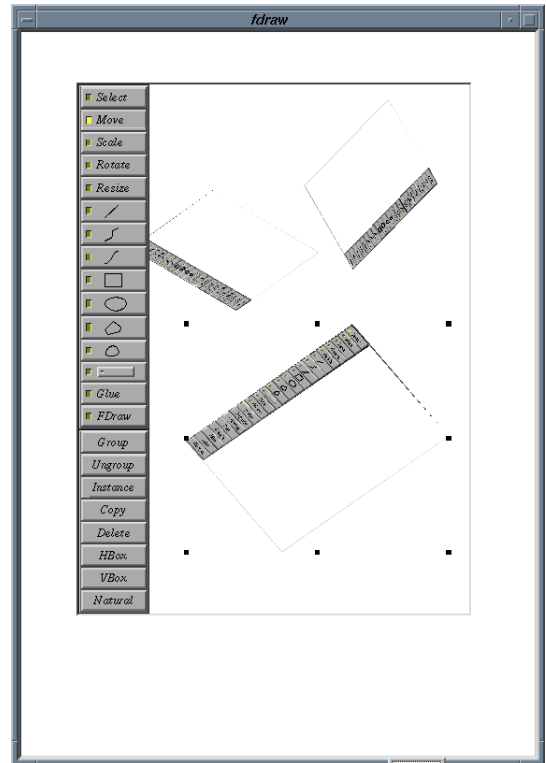 fdraw
Select
Move
Scale
Rotate
Resize
Glue
FDraw
Group
Ungroup
Instance
Copy
Delete
HBox
VBox
Natural